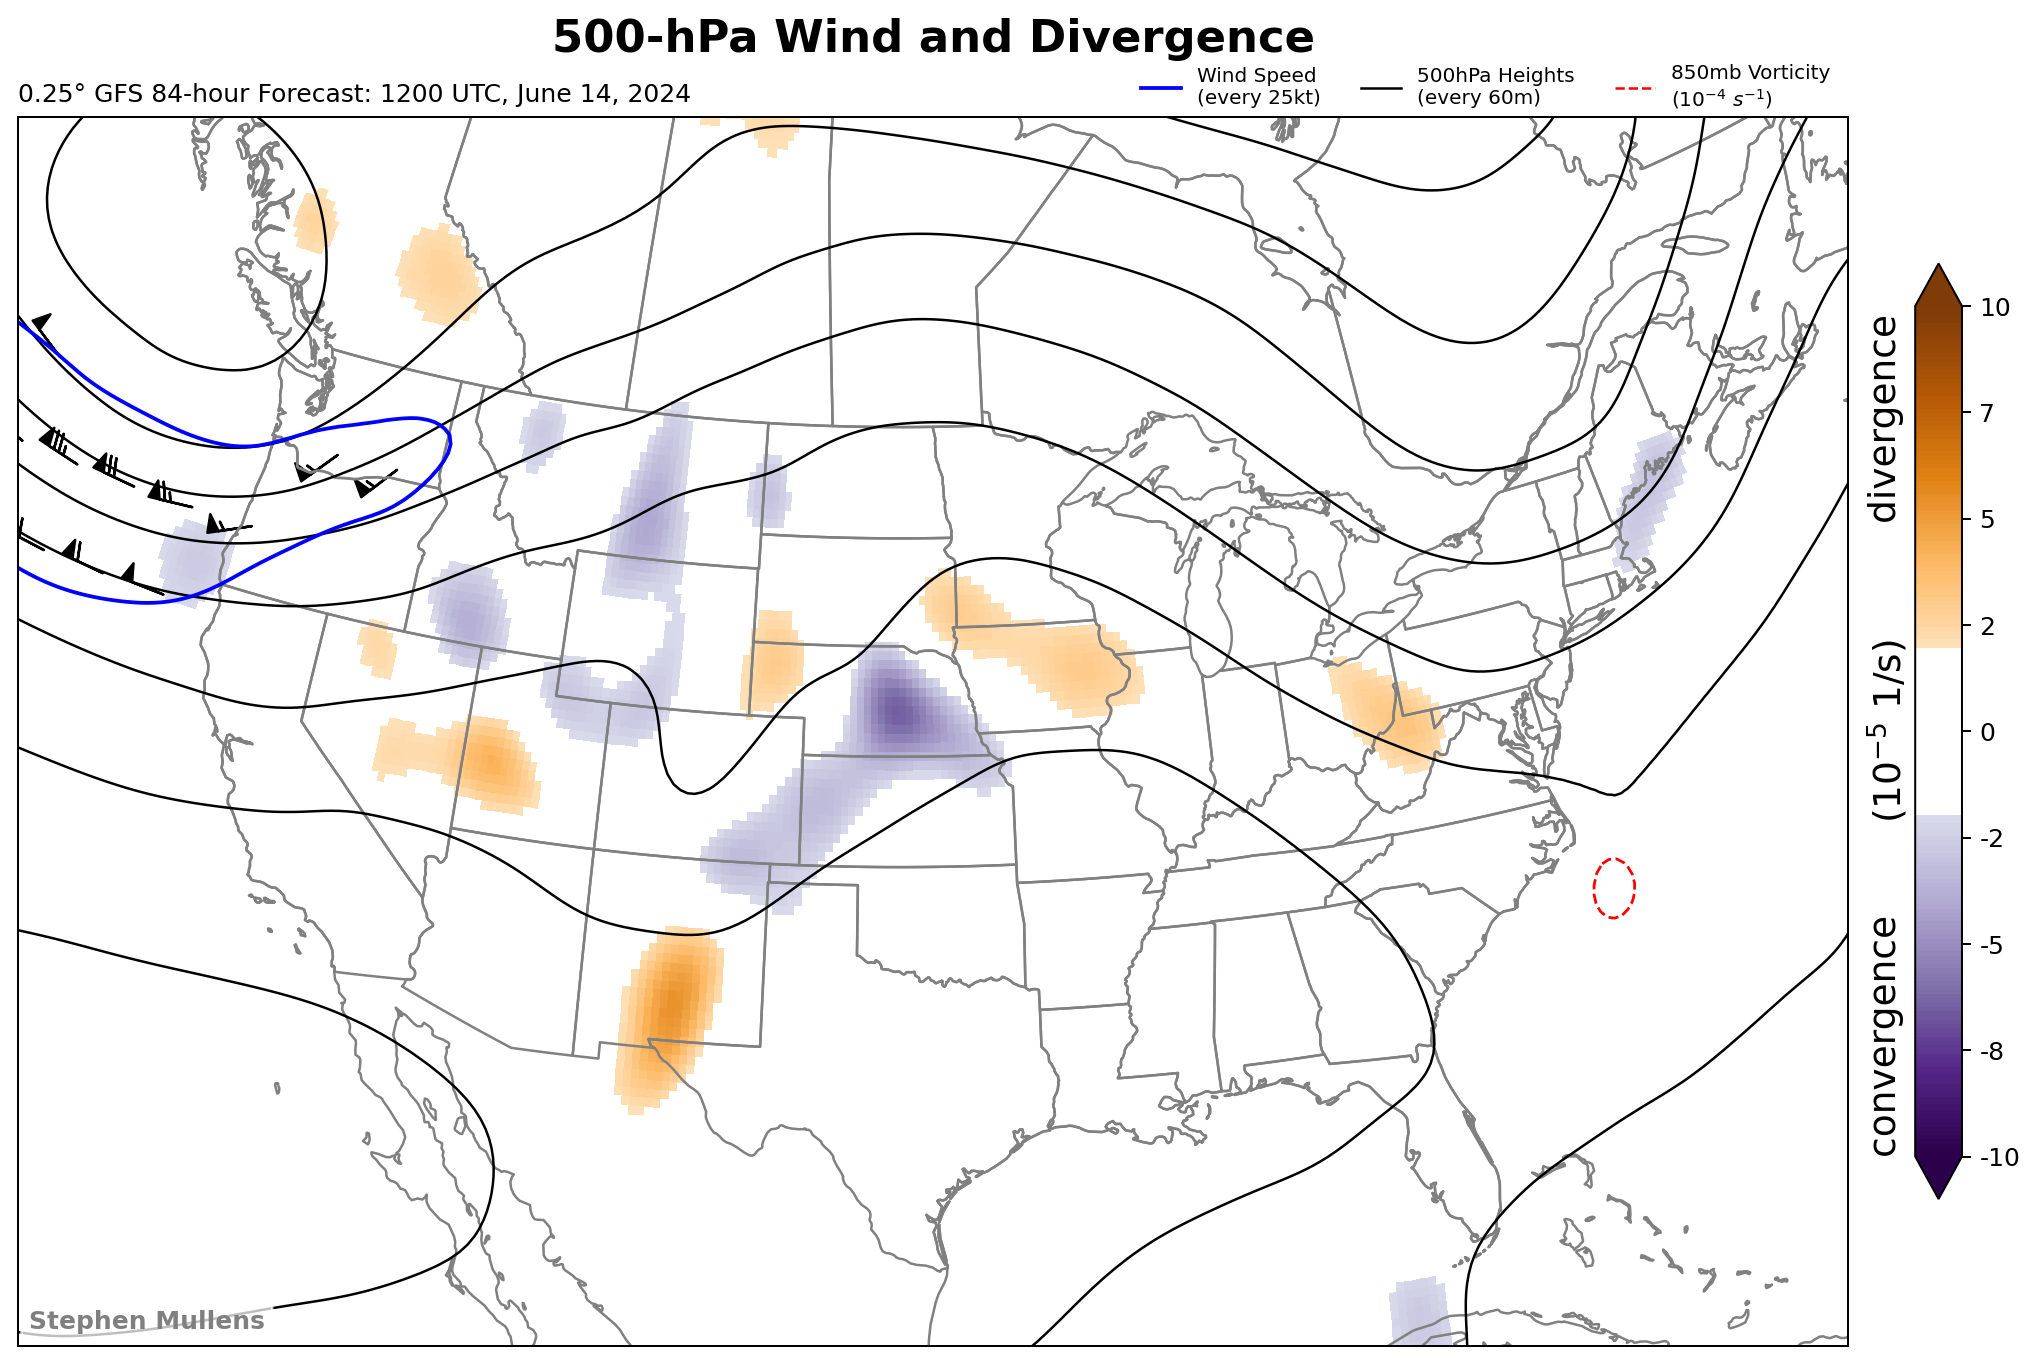 500-hPa Wind and Divergence
0.25° GFS 84-hour Forecast: 1200 UTC, June 14, 2024
Wind Speed
(every 25kt)
500hPa Heights
(every 60m)
850mb Vorticity
(10⁻⁴ s⁻¹)
10
7
5
2
0
-2
-5
-8
-10
convergence (10⁻⁵ 1/s) divergence
Stephen Mullens